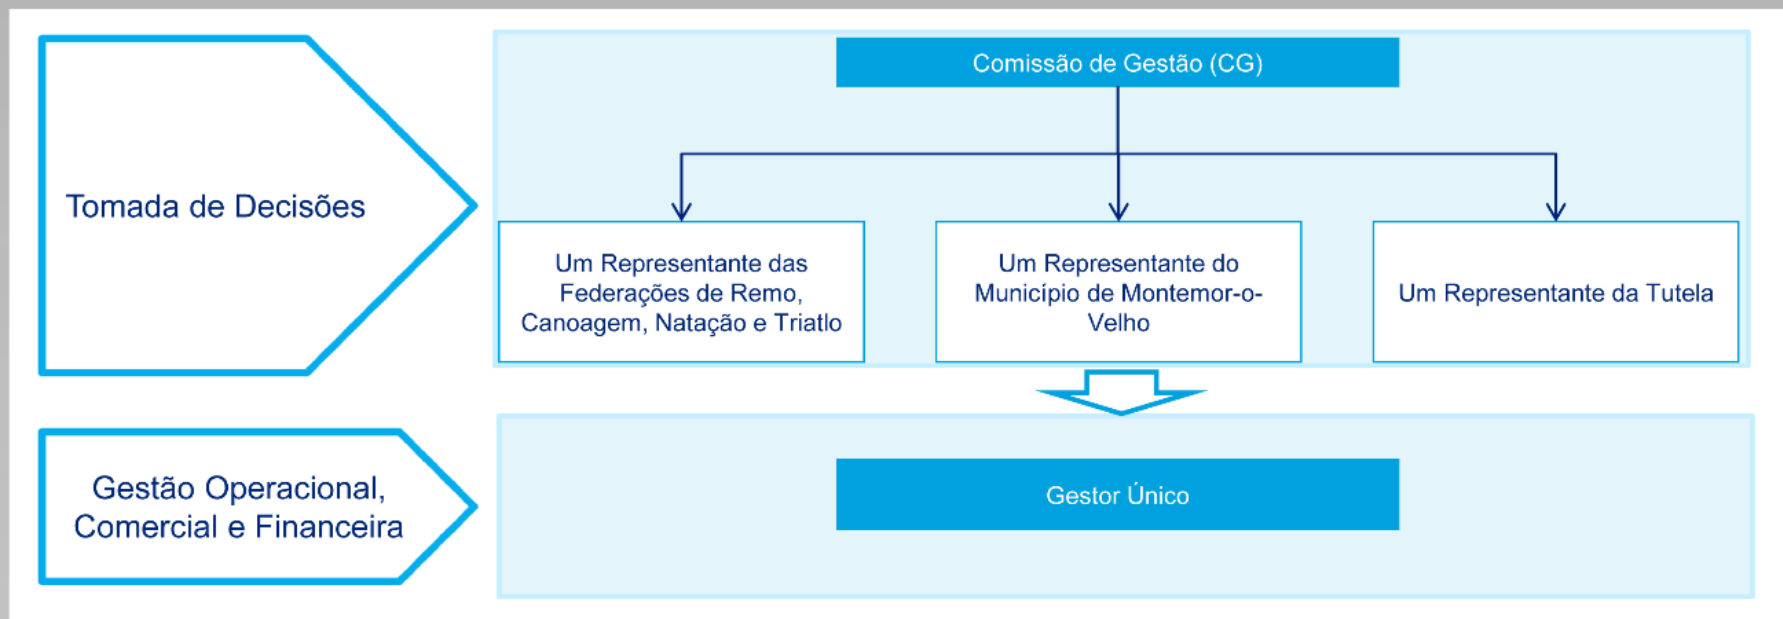 Comissão de Gestão (CG)
Tomada de Decisões
Um Representante das
Federações de Remo,
Canoagem, Natação e Triatlo
Um Representante do
Município de Montemor-o-
Velho
Um Representante da Tutela
Gestão Operacional,
Comercial e Financeira
Gestor Único